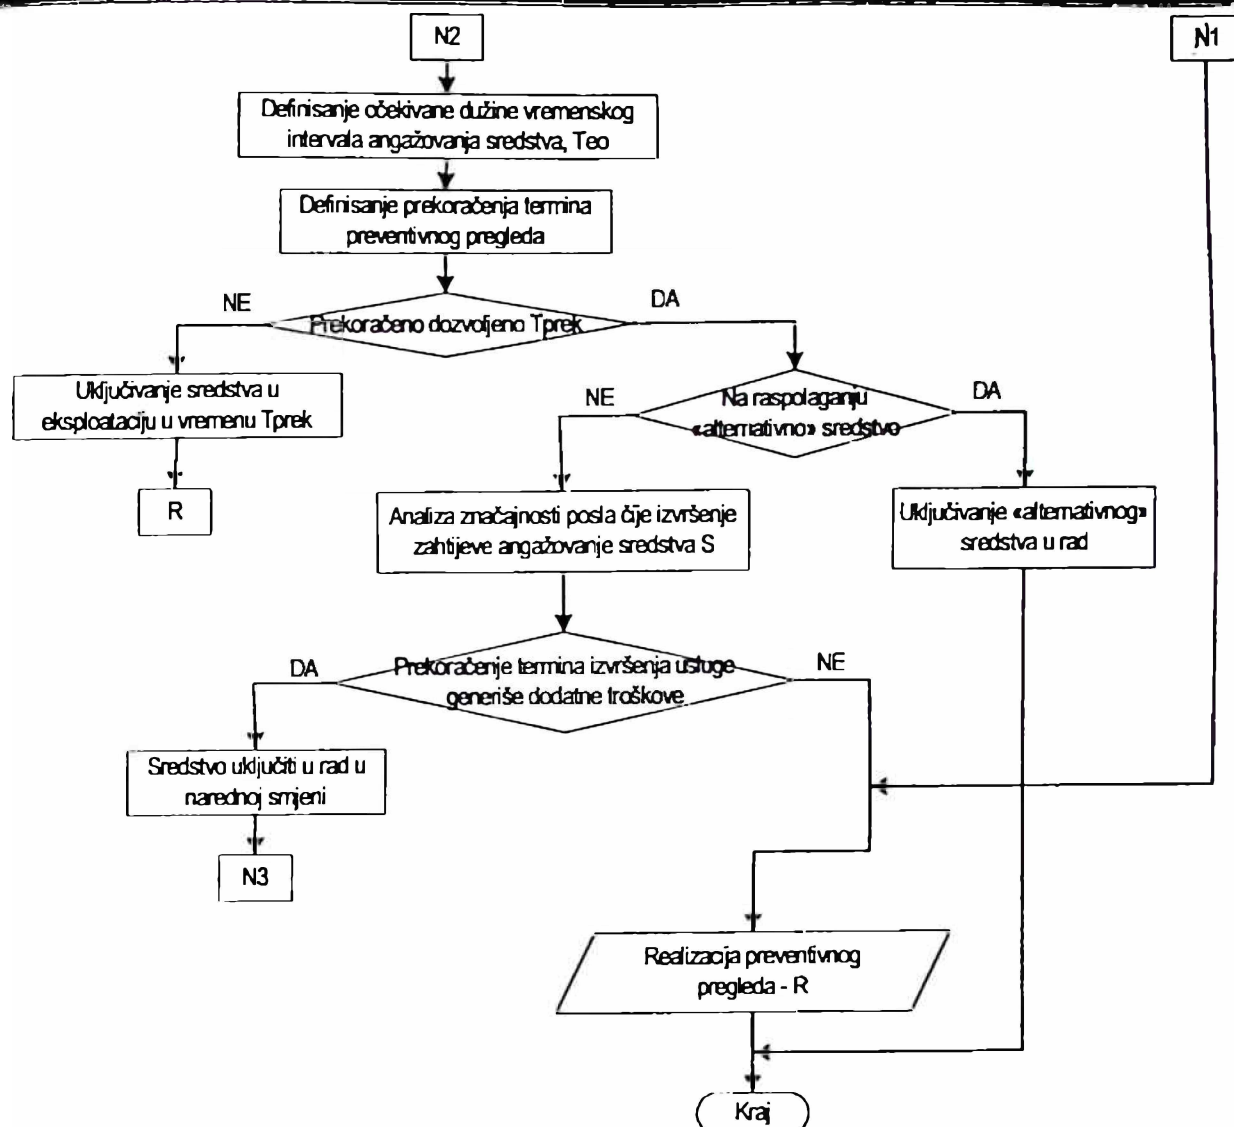 N2
N1
Definisanje očekivane dužine vremenskog
intervala angažovanja sredstva, Teo
Definisanje prekoračenja termina
preventivnog pregleda
NE
DA
Prekoračeno dozvoljeno Tprek
Uključivanje sredstva u
eksploataciju u vremenu Tprek
R
NE
DA
Na raspolaganju
«alternativno» sredstvo
Analiza značajnosti posla čije izvršenje
zahtijeve angažovanje sredstva S
Uključivanje «alternativnog»
sredstva u rad
DA
NE
Prekoračenje termina izvršenja usluge
generiše dodatne troškove
Sredstvo uključiti u rad u
narednoj smjeni
N3
Realizacija preventivnog
pregleda - R
Kraj